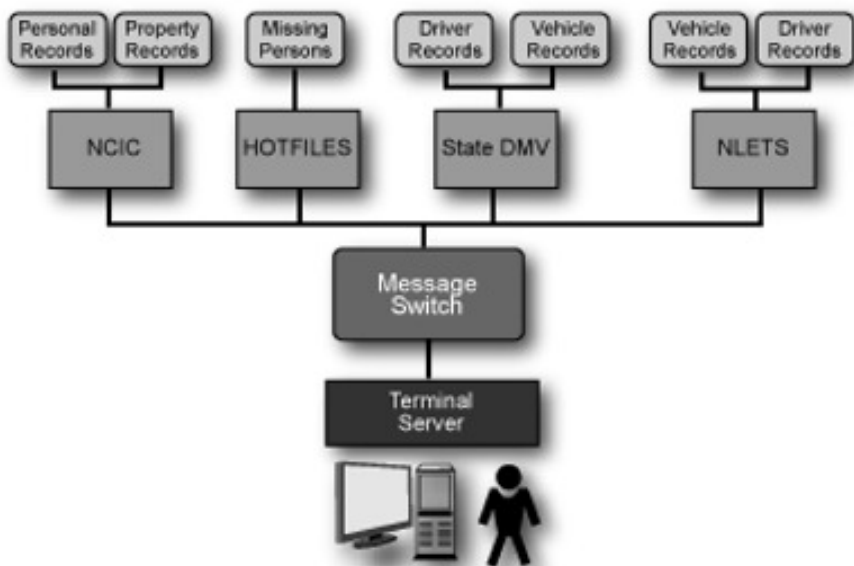 Personal
Records
Property
Records
Missing
Persons
Driver
Records
Vehicle
Records
Vehicle
Records
Driver
Records
NCIC
HOTFILES
State DMV
NLETS
Message
Switch
Terminal
Server